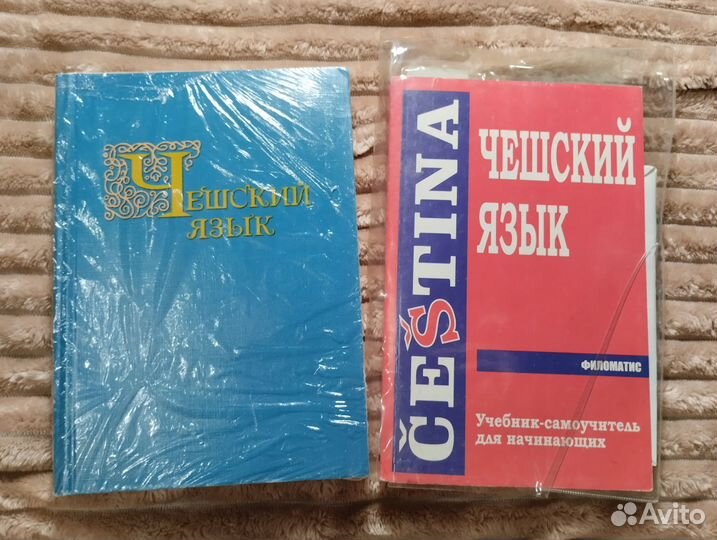 Чешский
язык
ČEŠTINA
ЧЕШСКИЙ
ЯЗЫК
ФИЛОМАТИС
Учебник-самоучитель
для начинающих
Avito